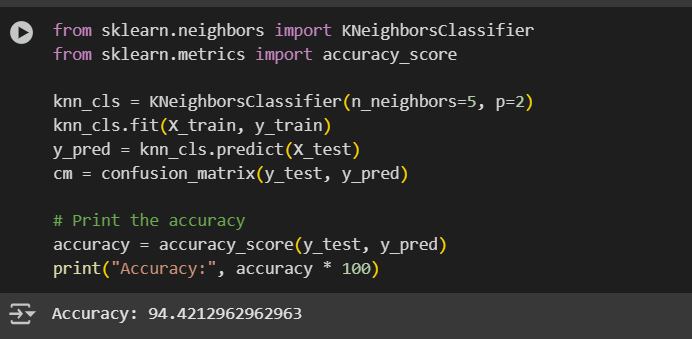 from sklearn.neighbors import KNeighborsClassifier
from sklearn.metrics import accuracy_score
knn_cls = KNeighborsClassifier(n_neighbors=5, p=2)
knn_cls.fit(X_train, y_train)
y_pred = knn_cls.predict(X_test)
cm = confusion_matrix(y_test, y_pred)
# Print the accuracy
accuracy = accuracy_score(y_test, y_pred)
print("Accuracy:", accuracy * 100)
Accuracy: 94.4212962962963